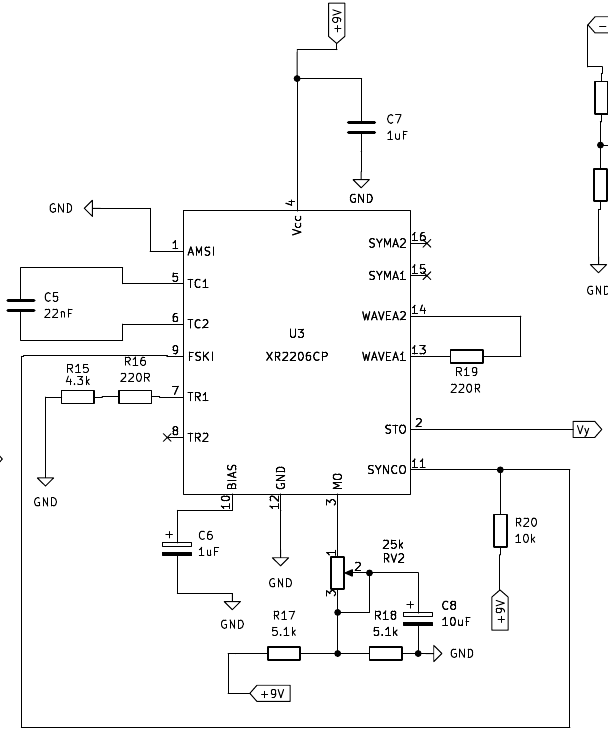 +9V
C7
1uF
4
GND
GND
Vcc
1
AMSI
SYMA2
16
5
TC1
SYMA1
15
C5
22nF
6
TC2
WAVEA2
14
U3
XR2206CP
9
FSKI
WAVEA1
13
R15
4.3k
R16
220R
R19
220R
7
TR1
8
TR2
STO
2
Vy
SYNCO
11
BIAS
GND
MO
GND
10
12
3
R20
10k
C6
1uF
+
1
25k
RV2
2
3
GND
GND
+
C8
10uF
+9V
R17
5.1k
R18
5.1k
GND
+9V
GND